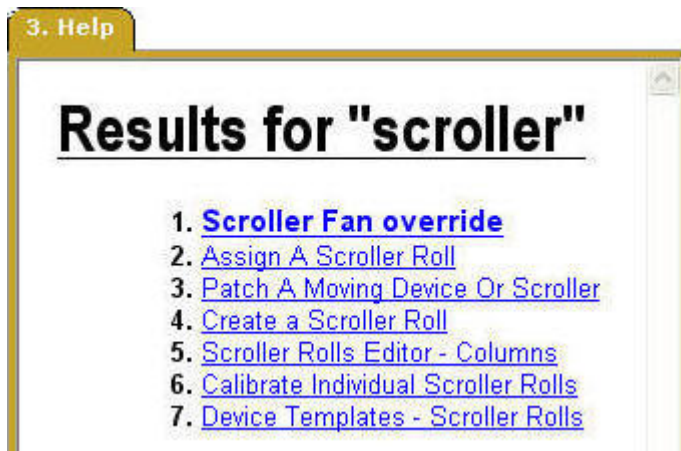 3. Help
Results for "scroller"
1. Scroller Fan override
2. Assign A Scroller Roll
3. Patch A Moving Device Or Scroller
4. Create a Scroller Roll
5. Scroller Rolls Editor - Columns
6. Calibrate Individual Scroller Rolls
7. Device Templates - Scroller Rolls